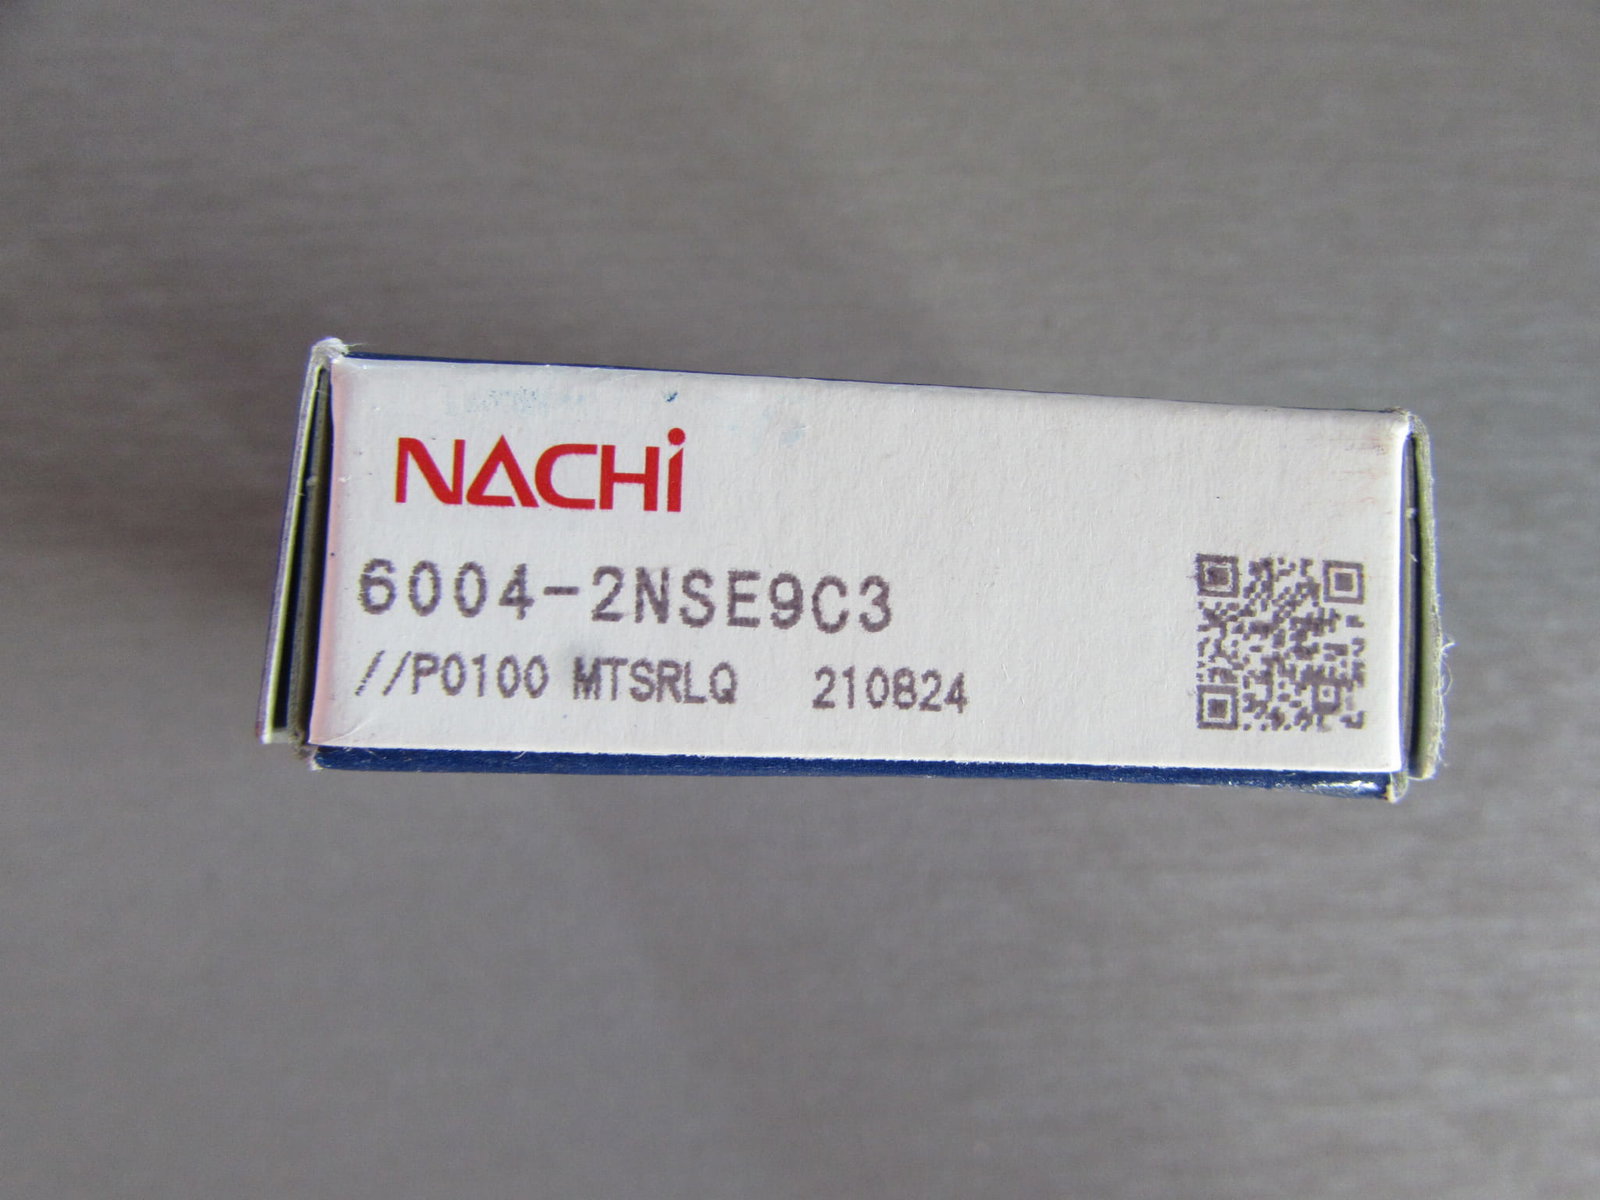 NACHi
6004-2NSE9C3
//P0100 MTSRLQ 210824